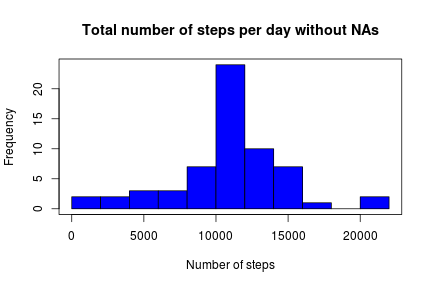 Total number of steps per day without NAs
Frequency
20
15
10
5
0
0 5000 10000 15000 20000
Number of steps